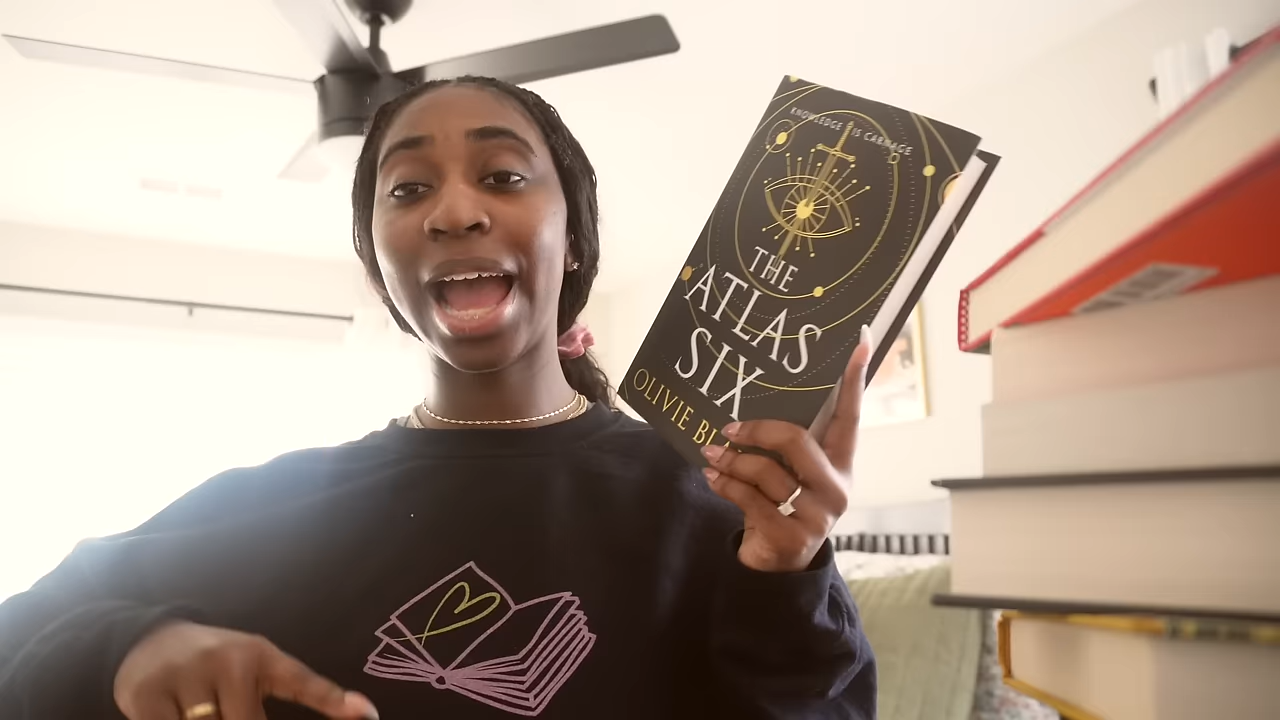 KNOWLEDGE IS CARNAGE
THE
ATLAS
SIX
OLIVIE